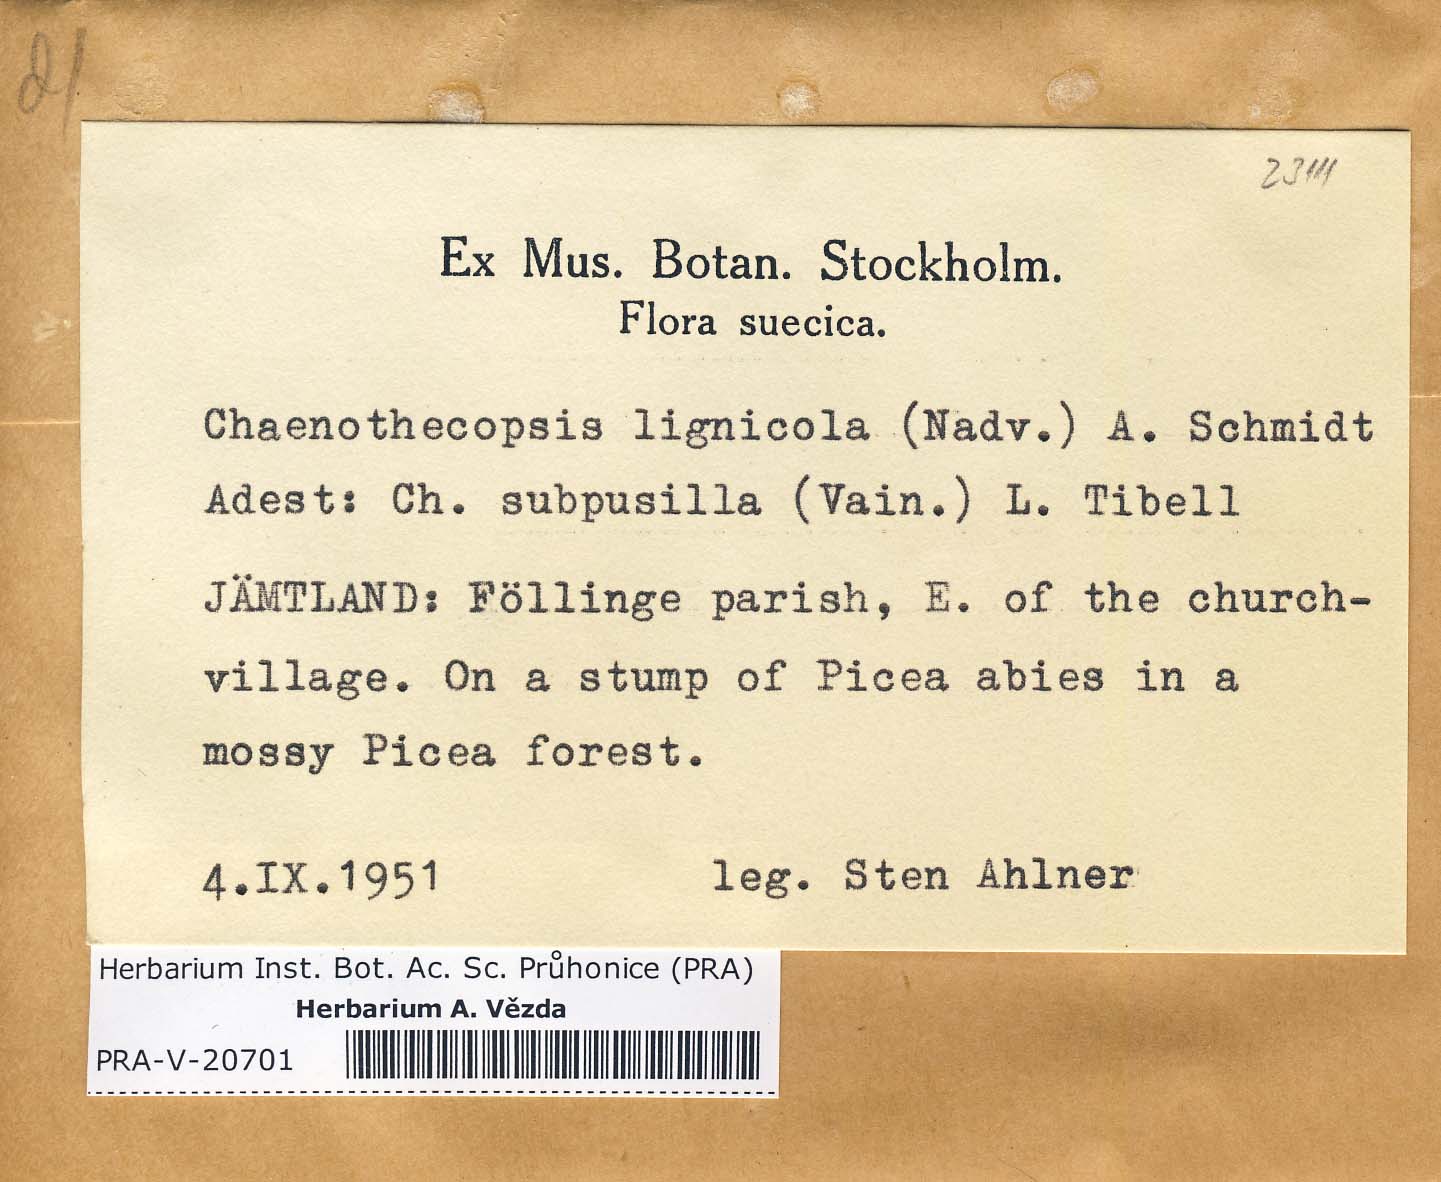 Ex Mus. Botan. Stockholm.
Flora suecica.
Chaenothecopsis lignicola (Nadv.) A. Schmidt
Adest: Ch. subpusilla (Vain.) L. Tibell
JÄMTLAND: Föllinge parish, E. of the church-
village. On a stump of Picea abies in a
mossy Picea forest.
4.IX.1951 leg. Sten Ahlner
Herbarium Inst. Bot. Ac. Sc. Průhonice (PRA)
Herbarium A. Vězda
PRA-V-20701